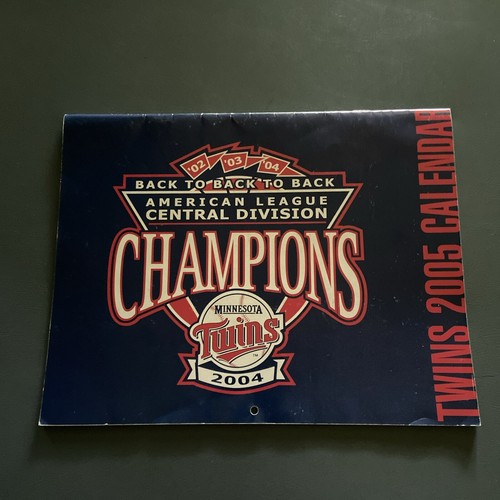 '02 '03 '04
BACK TO BACK TO BACK
AMERICAN LEAGUE
CENTRAL DIVISION
CHAMPIONS
MINNESOTA
Twins
TM
2004
TWINS 2005 CALENDAR